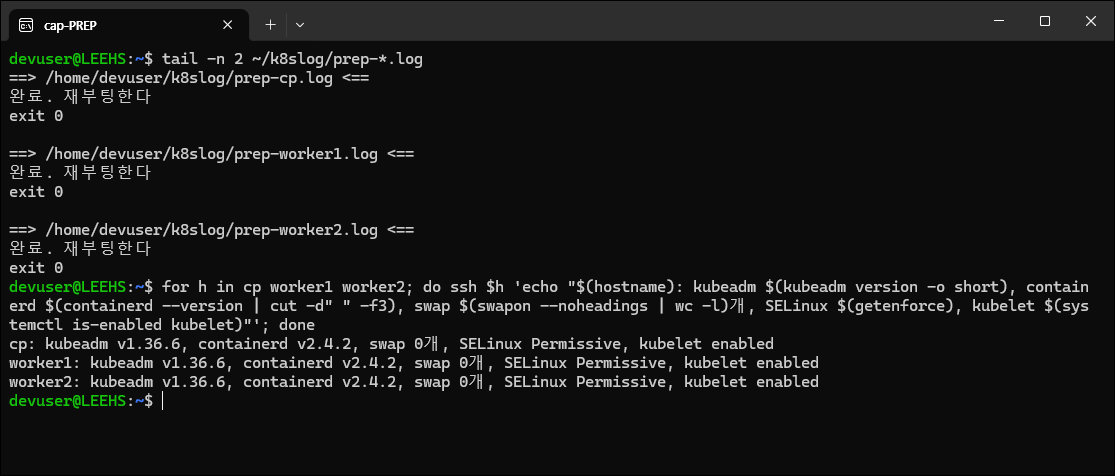 cap-PREP
devuser@LEEHS:~$ tail -n 2 ~/k8slog/prep-*.log
==> /home/devuser/k8slog/prep-cp.log <==
완료. 재부팅한다
exit 0
==> /home/devuser/k8slog/prep-worker1.log <==
완료. 재부팅한다
exit 0
==> /home/devuser/k8slog/prep-worker2.log <==
완료. 재부팅한다
exit 0
devuser@LEEHS:~$ for h in cp worker1 worker2; do ssh $h 'echo "$(hostname): kubeadm $(kubeadm version -o short), contain
erd $(containerd --version | cut -d" " -f3), swap $(swapon --noheadings | wc -l)개, SELinux $(getenforce), kubelet $(sys
temctl is-enabled kubelet)"'; done
cp: kubeadm v1.36.6, containerd v2.4.2, swap 0개, SELinux Permissive, kubelet enabled
worker1: kubeadm v1.36.6, containerd v2.4.2, swap 0개, SELinux Permissive, kubelet enabled
worker2: kubeadm v1.36.6, containerd v2.4.2, swap 0개, SELinux Permissive, kubelet enabled
devuser@LEEHS:~$